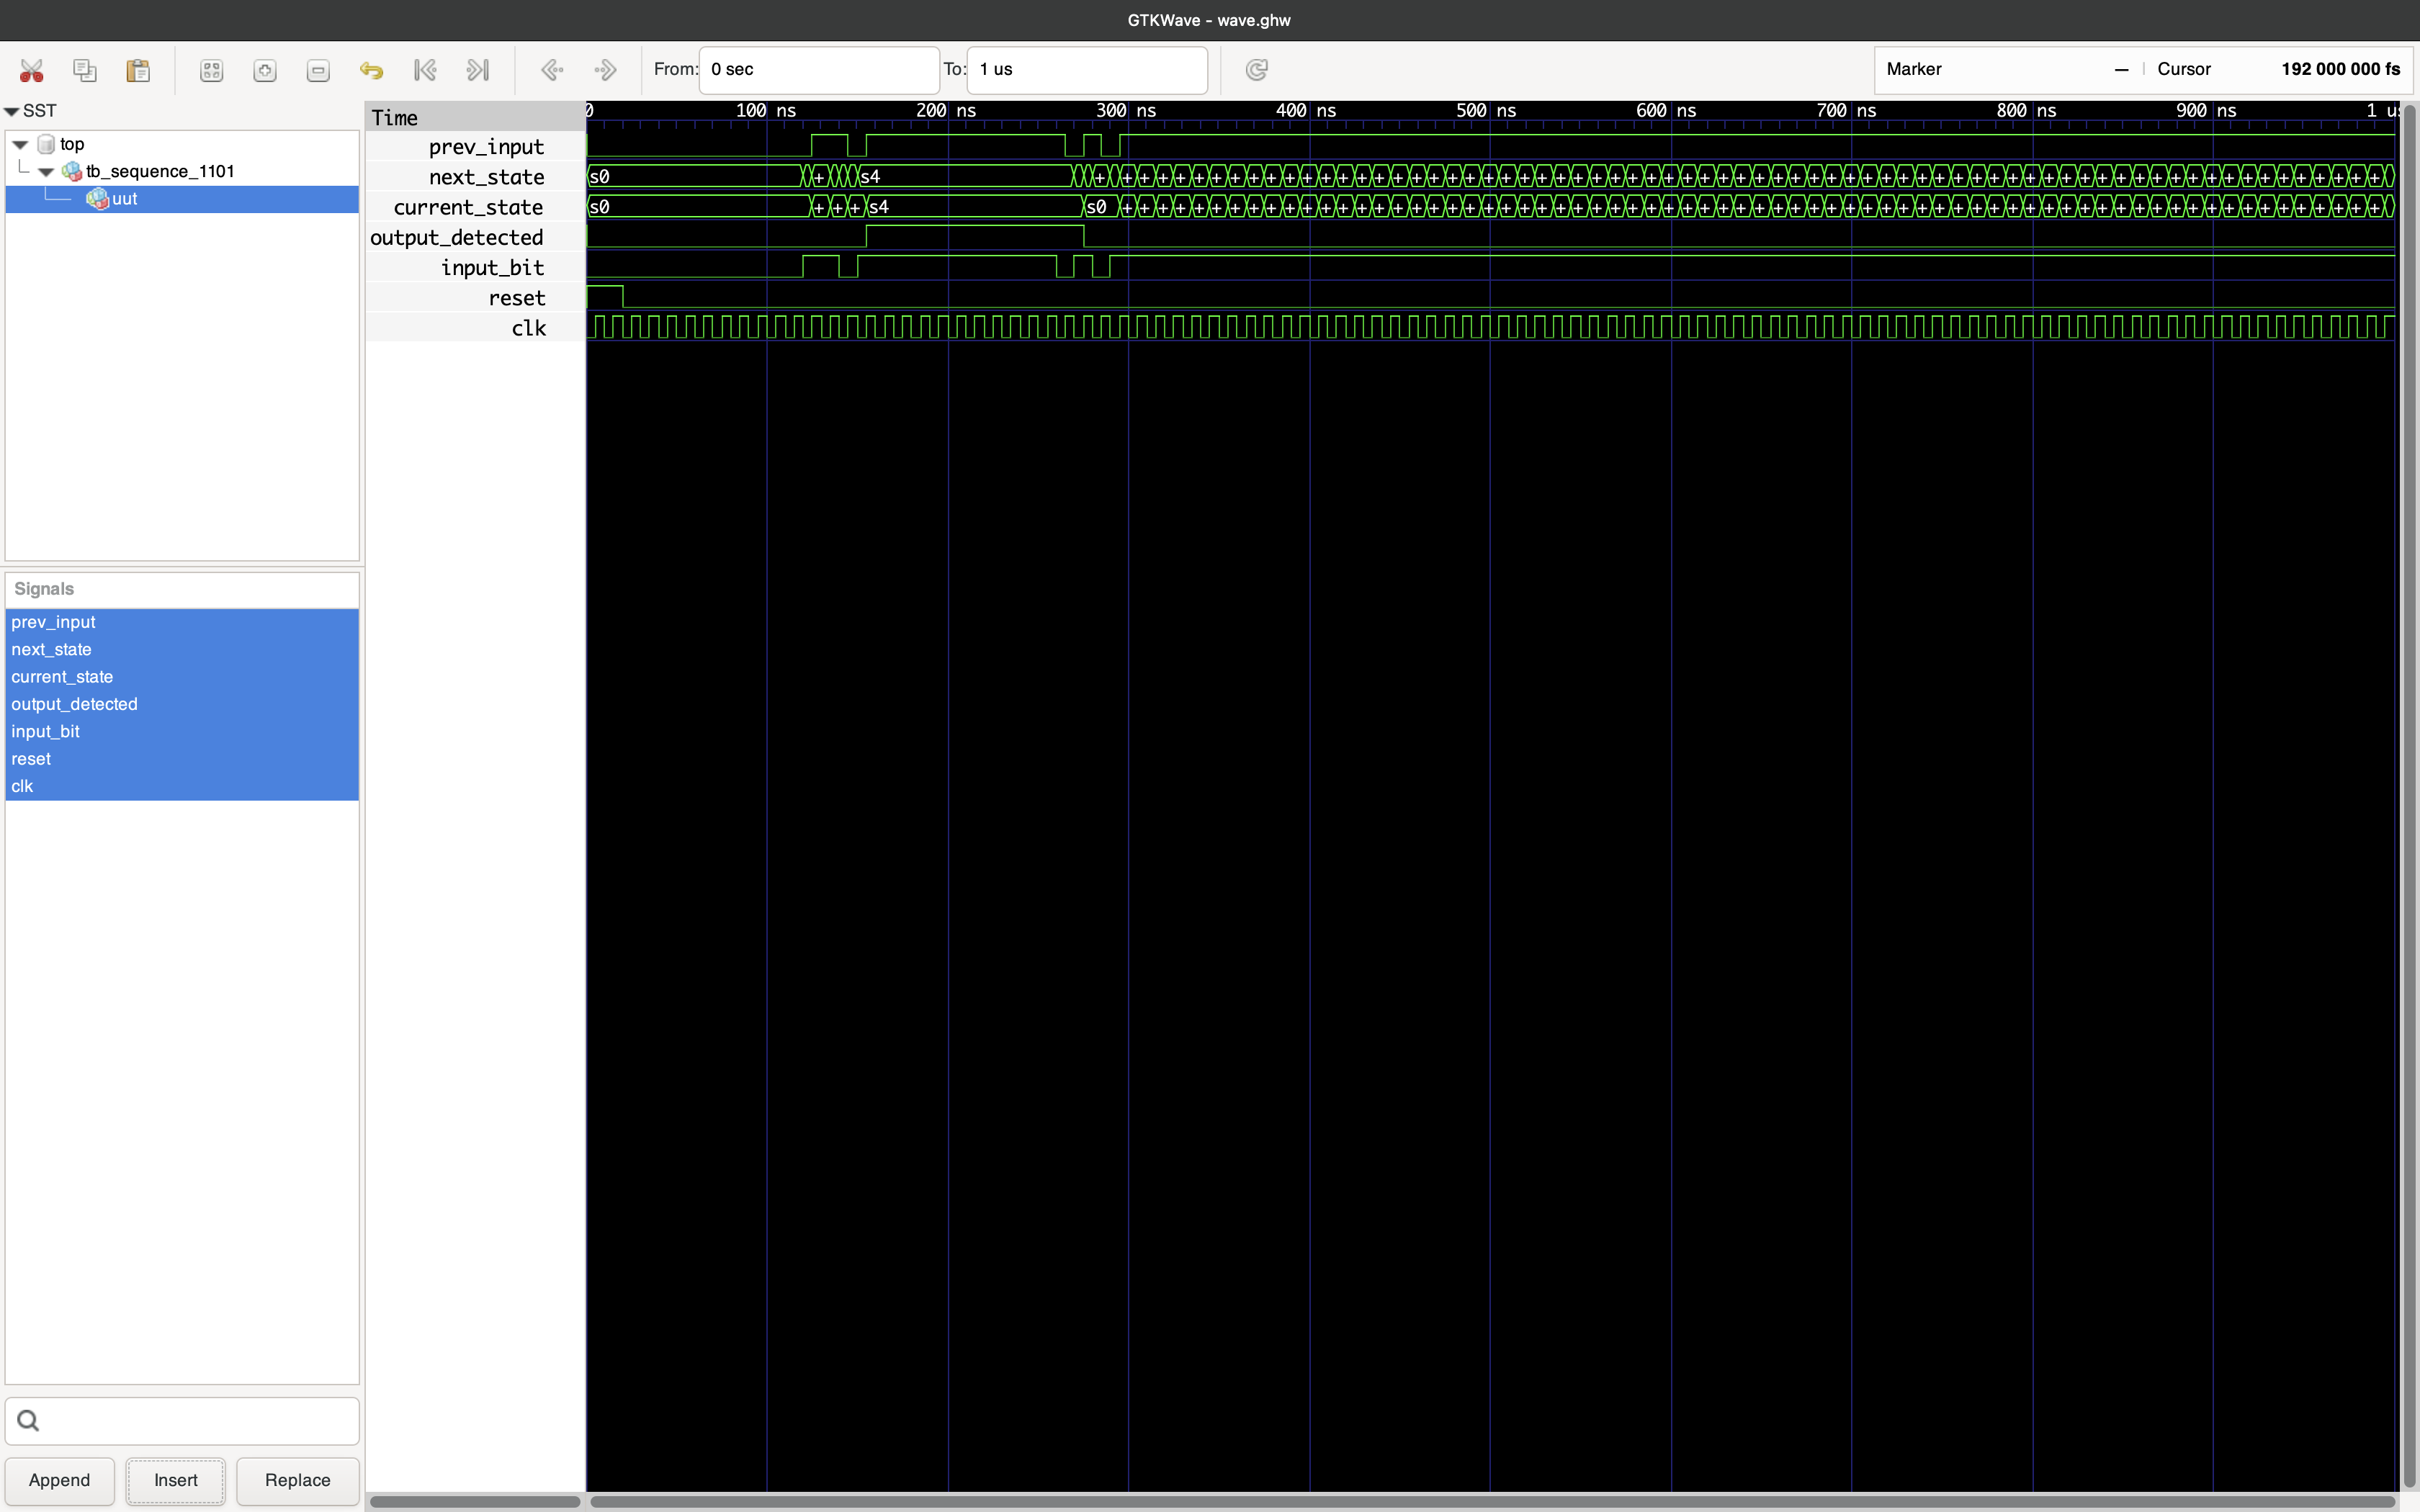 GTKWave - wave.ghw
From: 0 sec To: 1 us
Marker — | Cursor 192 000 000 fs
SST
top
tb_sequence_1101
uut
Signals
prev_input
next_state
current_state
output_detected
input_bit
reset
clk
Append Insert Replace
Time
prev_input
next_state
current_state
output_detected
input_bit
reset
clk
0 100 ns 200 ns 300 ns 400 ns 500 ns 600 ns 700 ns 800 ns 900 ns 1 us
s0 + s4 + + + + + + + + + + + + + + + + + + + + + + + + + + + + + + + + + + + + + + + + + + + + + + + + + + + + + + + + + + + + + + + + + + + + + + + +
s0 + + + s4 s0 + + + + + + + + + + + + + + + + + + + + + + + + + + + + + + + + + + + + + + + + + + + + + + + + + + + + + + + + + + + + + + + + + + + + + +